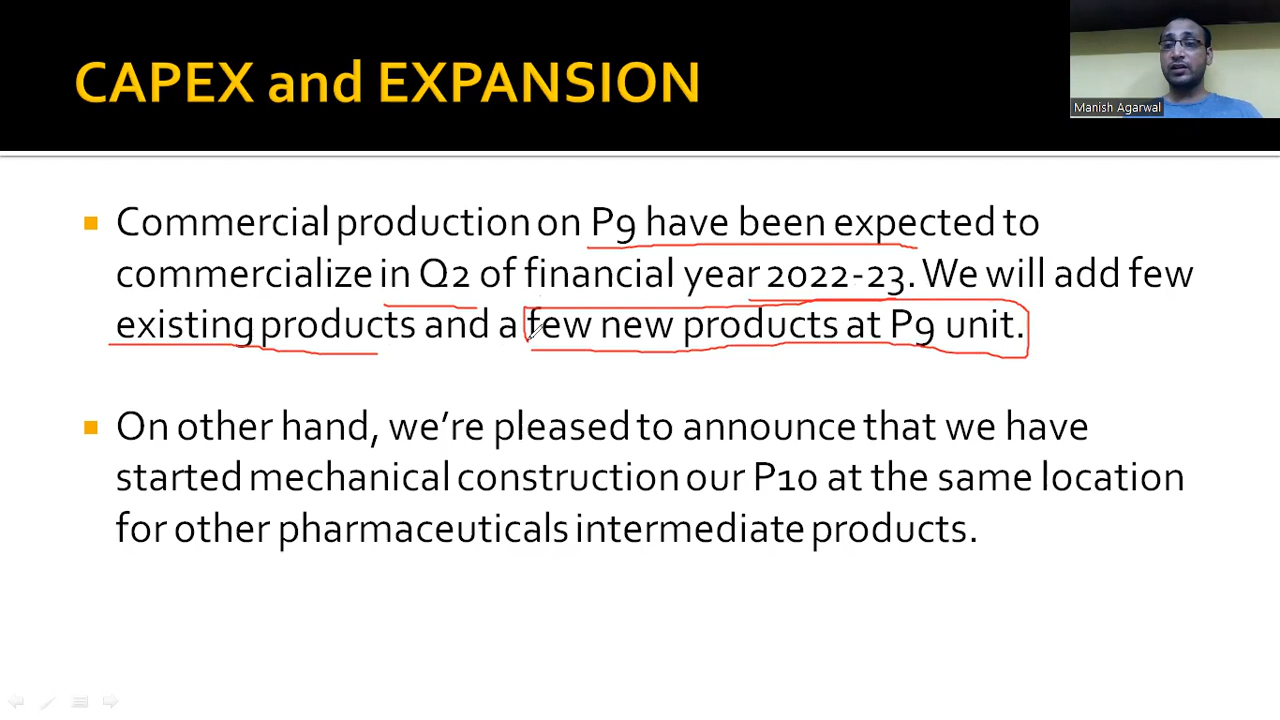 CAPEX and EXPANSION
Manish Agarwal
Commercial production on P9 have been expected to
commercialize in Q2 of financial year 2022-23. We will add few
existing products and a few new products at P9 unit.
On other hand, we're pleased to announce that we have
started mechanical construction our P10 at the same location
for other pharmaceuticals intermediate products.